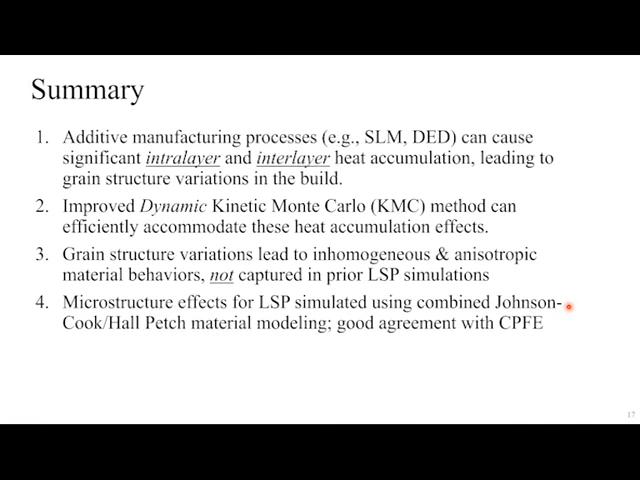 Summary
1. Additive manufacturing processes (e.g., SLM, DED) can cause
significant intralayer and interlayer heat accumulation, leading to
grain structure variations in the build.
2. Improved Dynamic Kinetic Monte Carlo (KMC) method can
efficiently accommodate these heat accumulation effects.
3. Grain structure variations lead to inhomogeneous & anisotropic
material behaviors, not captured in prior LSP simulations
4. Microstructure effects for LSP simulated using combined Johnson-
Cook/Hall Petch material modeling; good agreement with CPFE
17